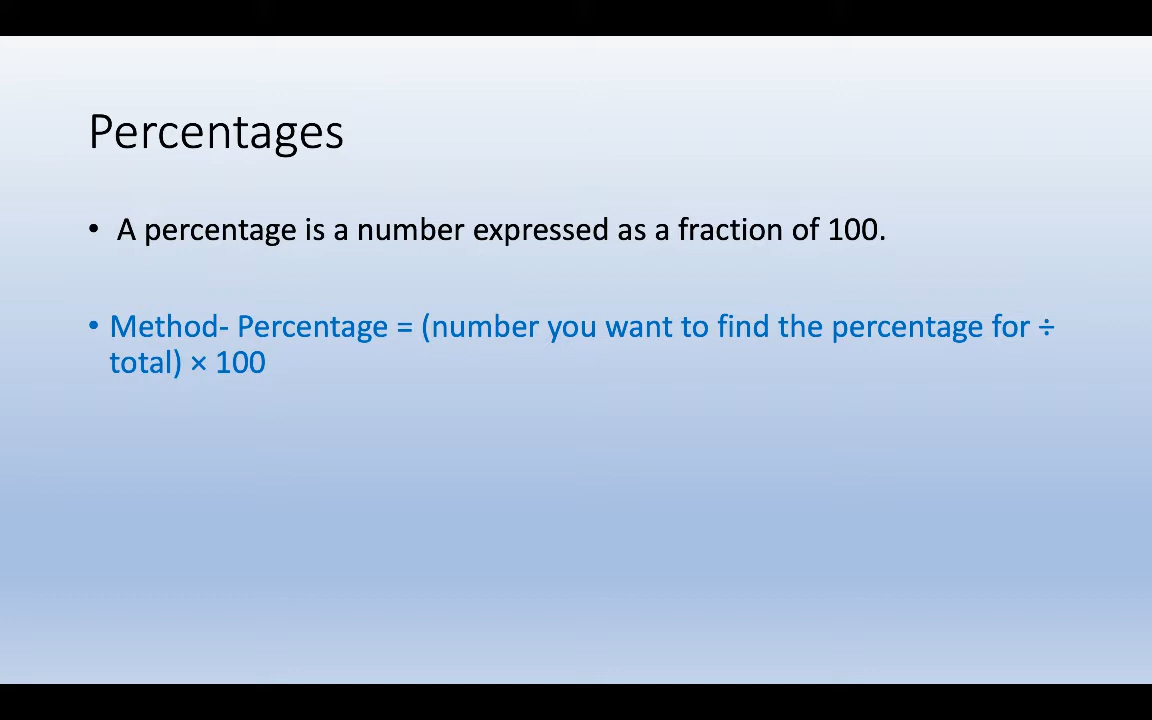 Percentages
• A percentage is a number expressed as a fraction of 100.
• Method- Percentage = (number you want to find the percentage for ÷
total) × 100